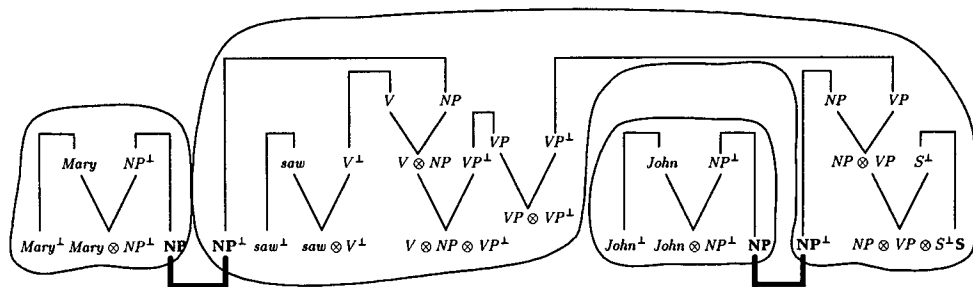 V NP NP VP
Mary NP⊥ saw V⊥ V ⊗ NP VP⊥ VP VP⊥ John NP⊥ NP ⊗ VP S⊥
VP ⊗ VP⊥
Mary⊥ Mary ⊗ NP⊥ NP NP⊥ saw⊥ saw ⊗ V⊥ V ⊗ NP ⊗ VP⊥ John⊥ John ⊗ NP⊥ NP NP⊥ NP ⊗ VP ⊗ S⊥ S